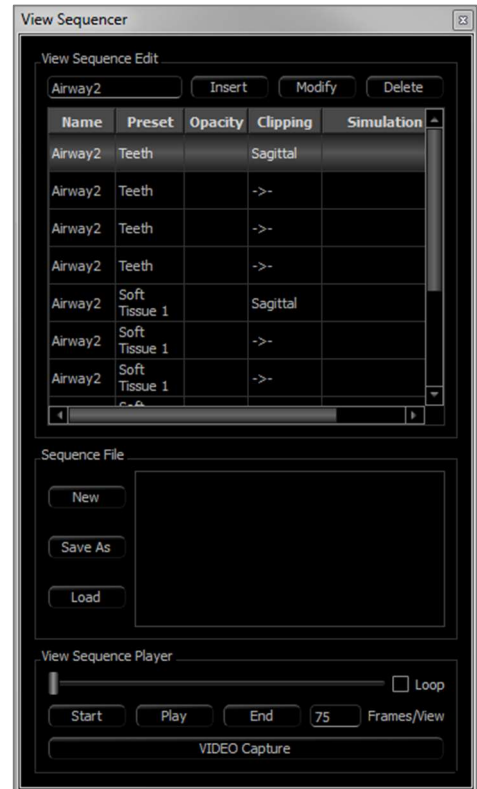 View Sequencer
View Sequence Edit
Airway2 Insert Modify Delete
Name Preset Opacity Clipping Simulation
Airway2 Teeth Sagittal
Airway2 Teeth ->-
Airway2 Teeth ->-
Airway2 Teeth ->-
Airway2 Soft Tissue 1 Sagittal
Airway2 Soft Tissue 1 ->-
Airway2 Soft Tissue 1 ->-
Sequence File
New
Save As
Load
View Sequence Player
Loop
Start Play End 75 Frames/View
VIDEO Capture